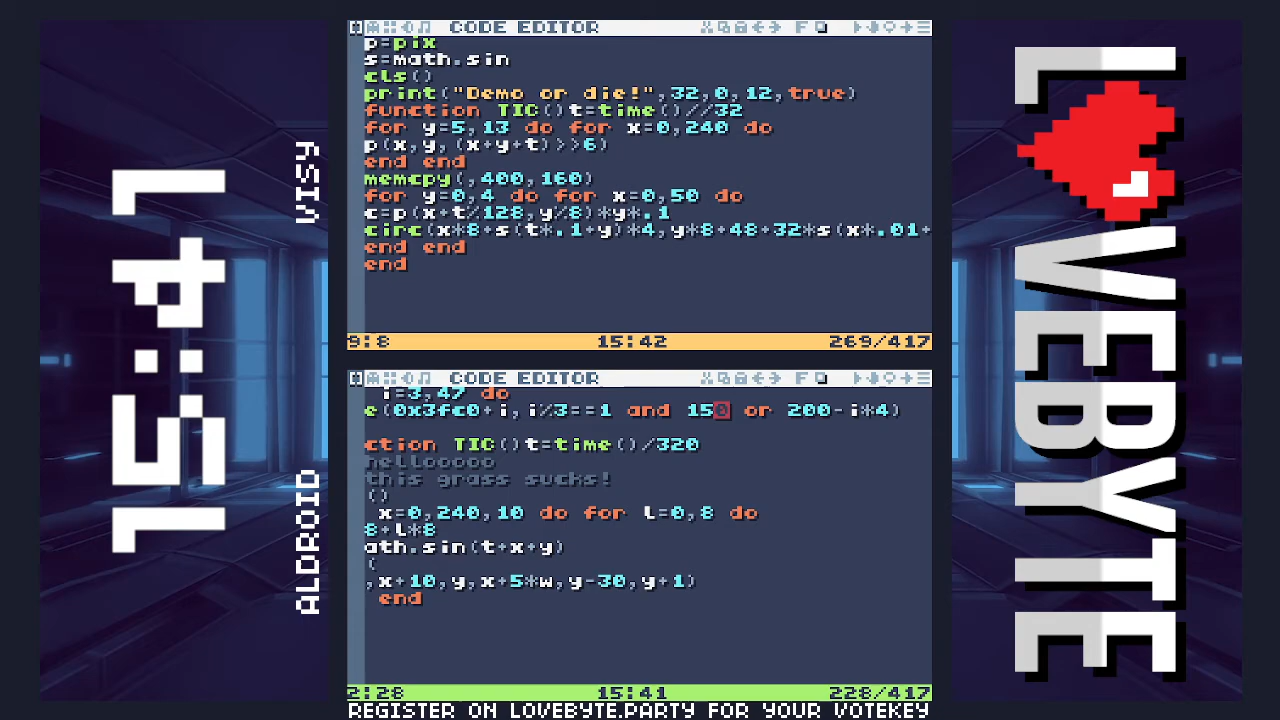 CODE EDITOR
p=pix
s=math.sin
cls()
print("Demo or die!",32,0,12,true)
function TIC()t=time()//32
for y=5,13 do for x=0,240 do
p(x,y,(x+y+t)>>6)
end end
memcpy(,400,160)
for y=0,4 do for x=0,50 do
c=p(x+t/128,y/8)*y*.1
circ(x*8+s(t*.1+y)*4,y*8+48+32*s(x*.01+
end end
end
9:8 15:42 269/417
CODE EDITOR
i=3,47 do
e(0x3fc0+i,i%3==1 and 150 or 200-i*4)
ction TIC()t=time()/320
hellooooo
this grass sucks!
()
x=0,240,10 do for l=0,8 do
8+l*8
ath.sin(t+x+y)
(
,x+10,y,x+5*w,y-30,y+1)
end
2:28 15:41 228/417
REGISTER ON LOVEBYTE.PARTY FOR YOUR VOTEKEY
15:41
ALDROID
VISY
L VEBYTE